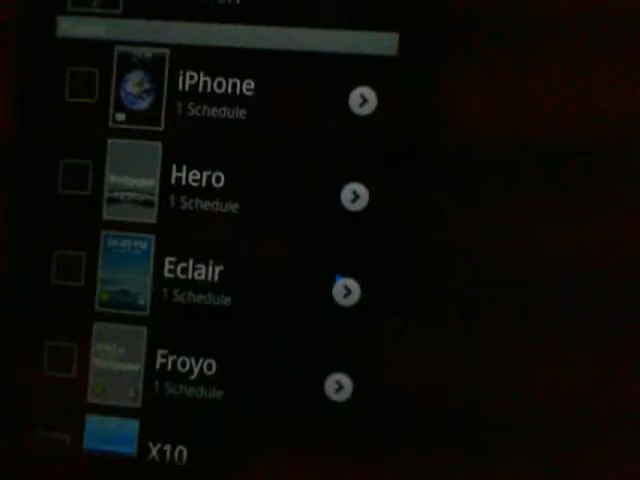 iPhone
1 Schedule
Hero
1 Schedule
Eclair
1 Schedule
Froyo
1 Schedule
X10